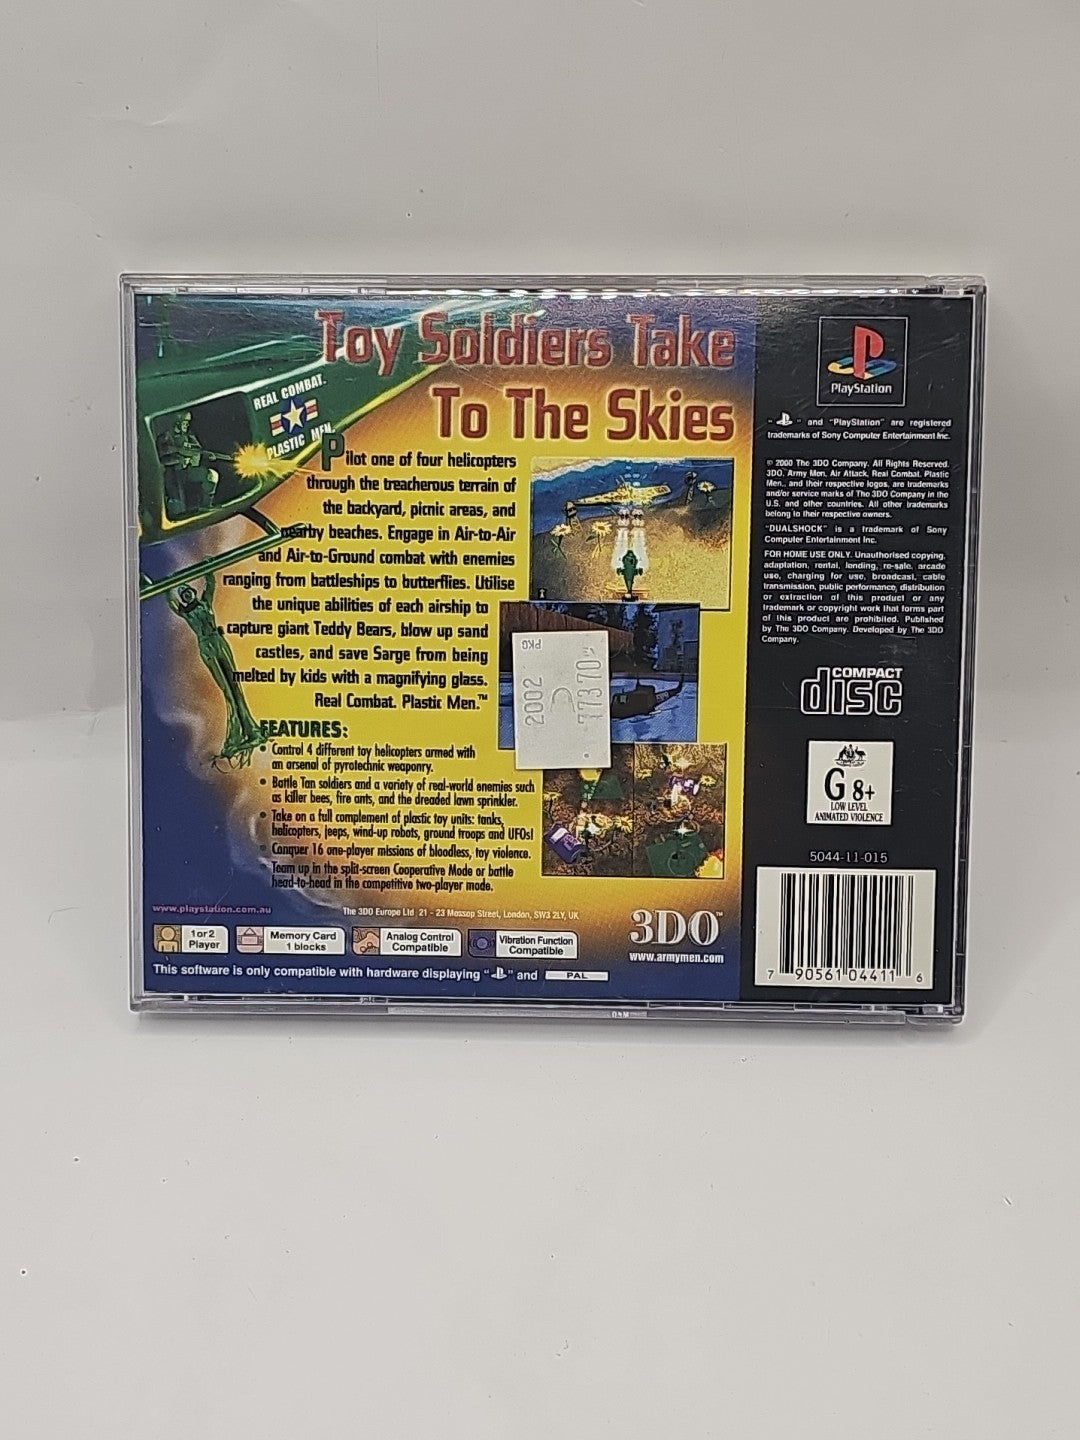 Toy Soldiers Take
To The Skies
REAL COMBAT.
PLASTIC MEN.
Pilot one of four helicopters
through the treacherous terrain of
the backyard, picnic areas, and
nearby beaches. Engage in Air-to-Air
and Air-to-Ground combat with enemies
ranging from battleships to butterflies. Utilise
the unique abilities of each airship to
capture giant Teddy Bears, blow up sand
castles, and save Sarge from being
melted by kids with a magnifying glass.
Real Combat. Plastic Men.™
FEATURES:
• Control 4 different toy helicopters armed with
an arsenal of pyrotechnic weaponry.
• Battle Tan soldiers and a variety of real-world enemies such
as killer bees, fire ants, and the dreaded lawn sprinkler.
• Take on a full complement of plastic toy units: tanks,
helicopters, jeeps, wind-up robots, ground troops and UFOs!
• Conquer 16 one-player missions of bloodless, toy violence.
• Team up in the split-screen Cooperative Mode or battle
head-to-head in the competitive two-player mode.
PKG
2002
77370
www.playstation.com.au
The 3DO Europe Ltd 21 - 23 Mossop Street, London, SW3 2LY, UK
3DO™
www.armymen.com
1 or 2
Player
Memory Card
1 blocks
Analog Control
Compatible
Vibration Function
Compatible
This software is only compatible with hardware displaying " " and PAL
PlayStation
" " and "PlayStation" are registered
trademarks of Sony Computer Entertainment Inc.
© 2000 The 3DO Company. All Rights Reserved.
3DO, Army Men, Air Attack, Real Combat. Plastic
Men., and their respective logos, are trademarks
and/or service marks of The 3DO Company in the
U.S. and other countries. All other trademarks
belong to their respective owners.
"DUALSHOCK" is a trademark of Sony
Computer Entertainment Inc.
FOR HOME USE ONLY. Unauthorised copying,
adaptation, rental, lending, re-sale, arcade
use, charging for use, broadcast, cable
transmission, public performance, distribution
or extraction of this product or any
trademark or copyright work that forms part
of this product are prohibited. Published
by The 3DO Company. Developed by The 3DO
Company.
COMPACT
disc
G 8+
LOW LEVEL
ANIMATED VIOLENCE
5044-11-015
7 90561 04411 6